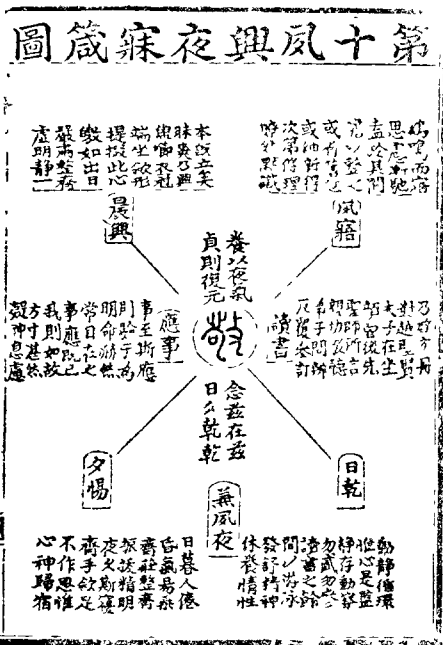 第十夙興夜寐箴圖
夙寤
鷄鳴而寤
思慮漸馳
盍於其間
澹以整之
或省舊愆
或紬新得
次第條理
瞭然默識
晨興
本旣立矣
昧爽乃興
盥櫛衣冠
端坐斂形
提掇此心
皦如出日
嚴肅整齊
虛明靜一
養以夜氣
貞則復元
讀書
乃啓方冊
對越聖賢
夫子在坐
顔曾後先
聖師所言
親切敬聽
弟子問辨
反覆參訂
敬
應事
事至斯應
則驗于爲
明命赫然
常目在之
事應旣已
我則如故
方寸湛然
凝神息慮
念茲在茲
日夕乾乾
日乾
動靜循環
惟心是監
靜存動察
勿貳勿參
讀書之餘
間以游泳
發舒精神
休養情性
兼夙夜
夕惕
日暮人倦
昏氣易乘
齋莊整齊
振拔精明
夜久斯寢
齊手斂足
不作思惟
心神歸宿